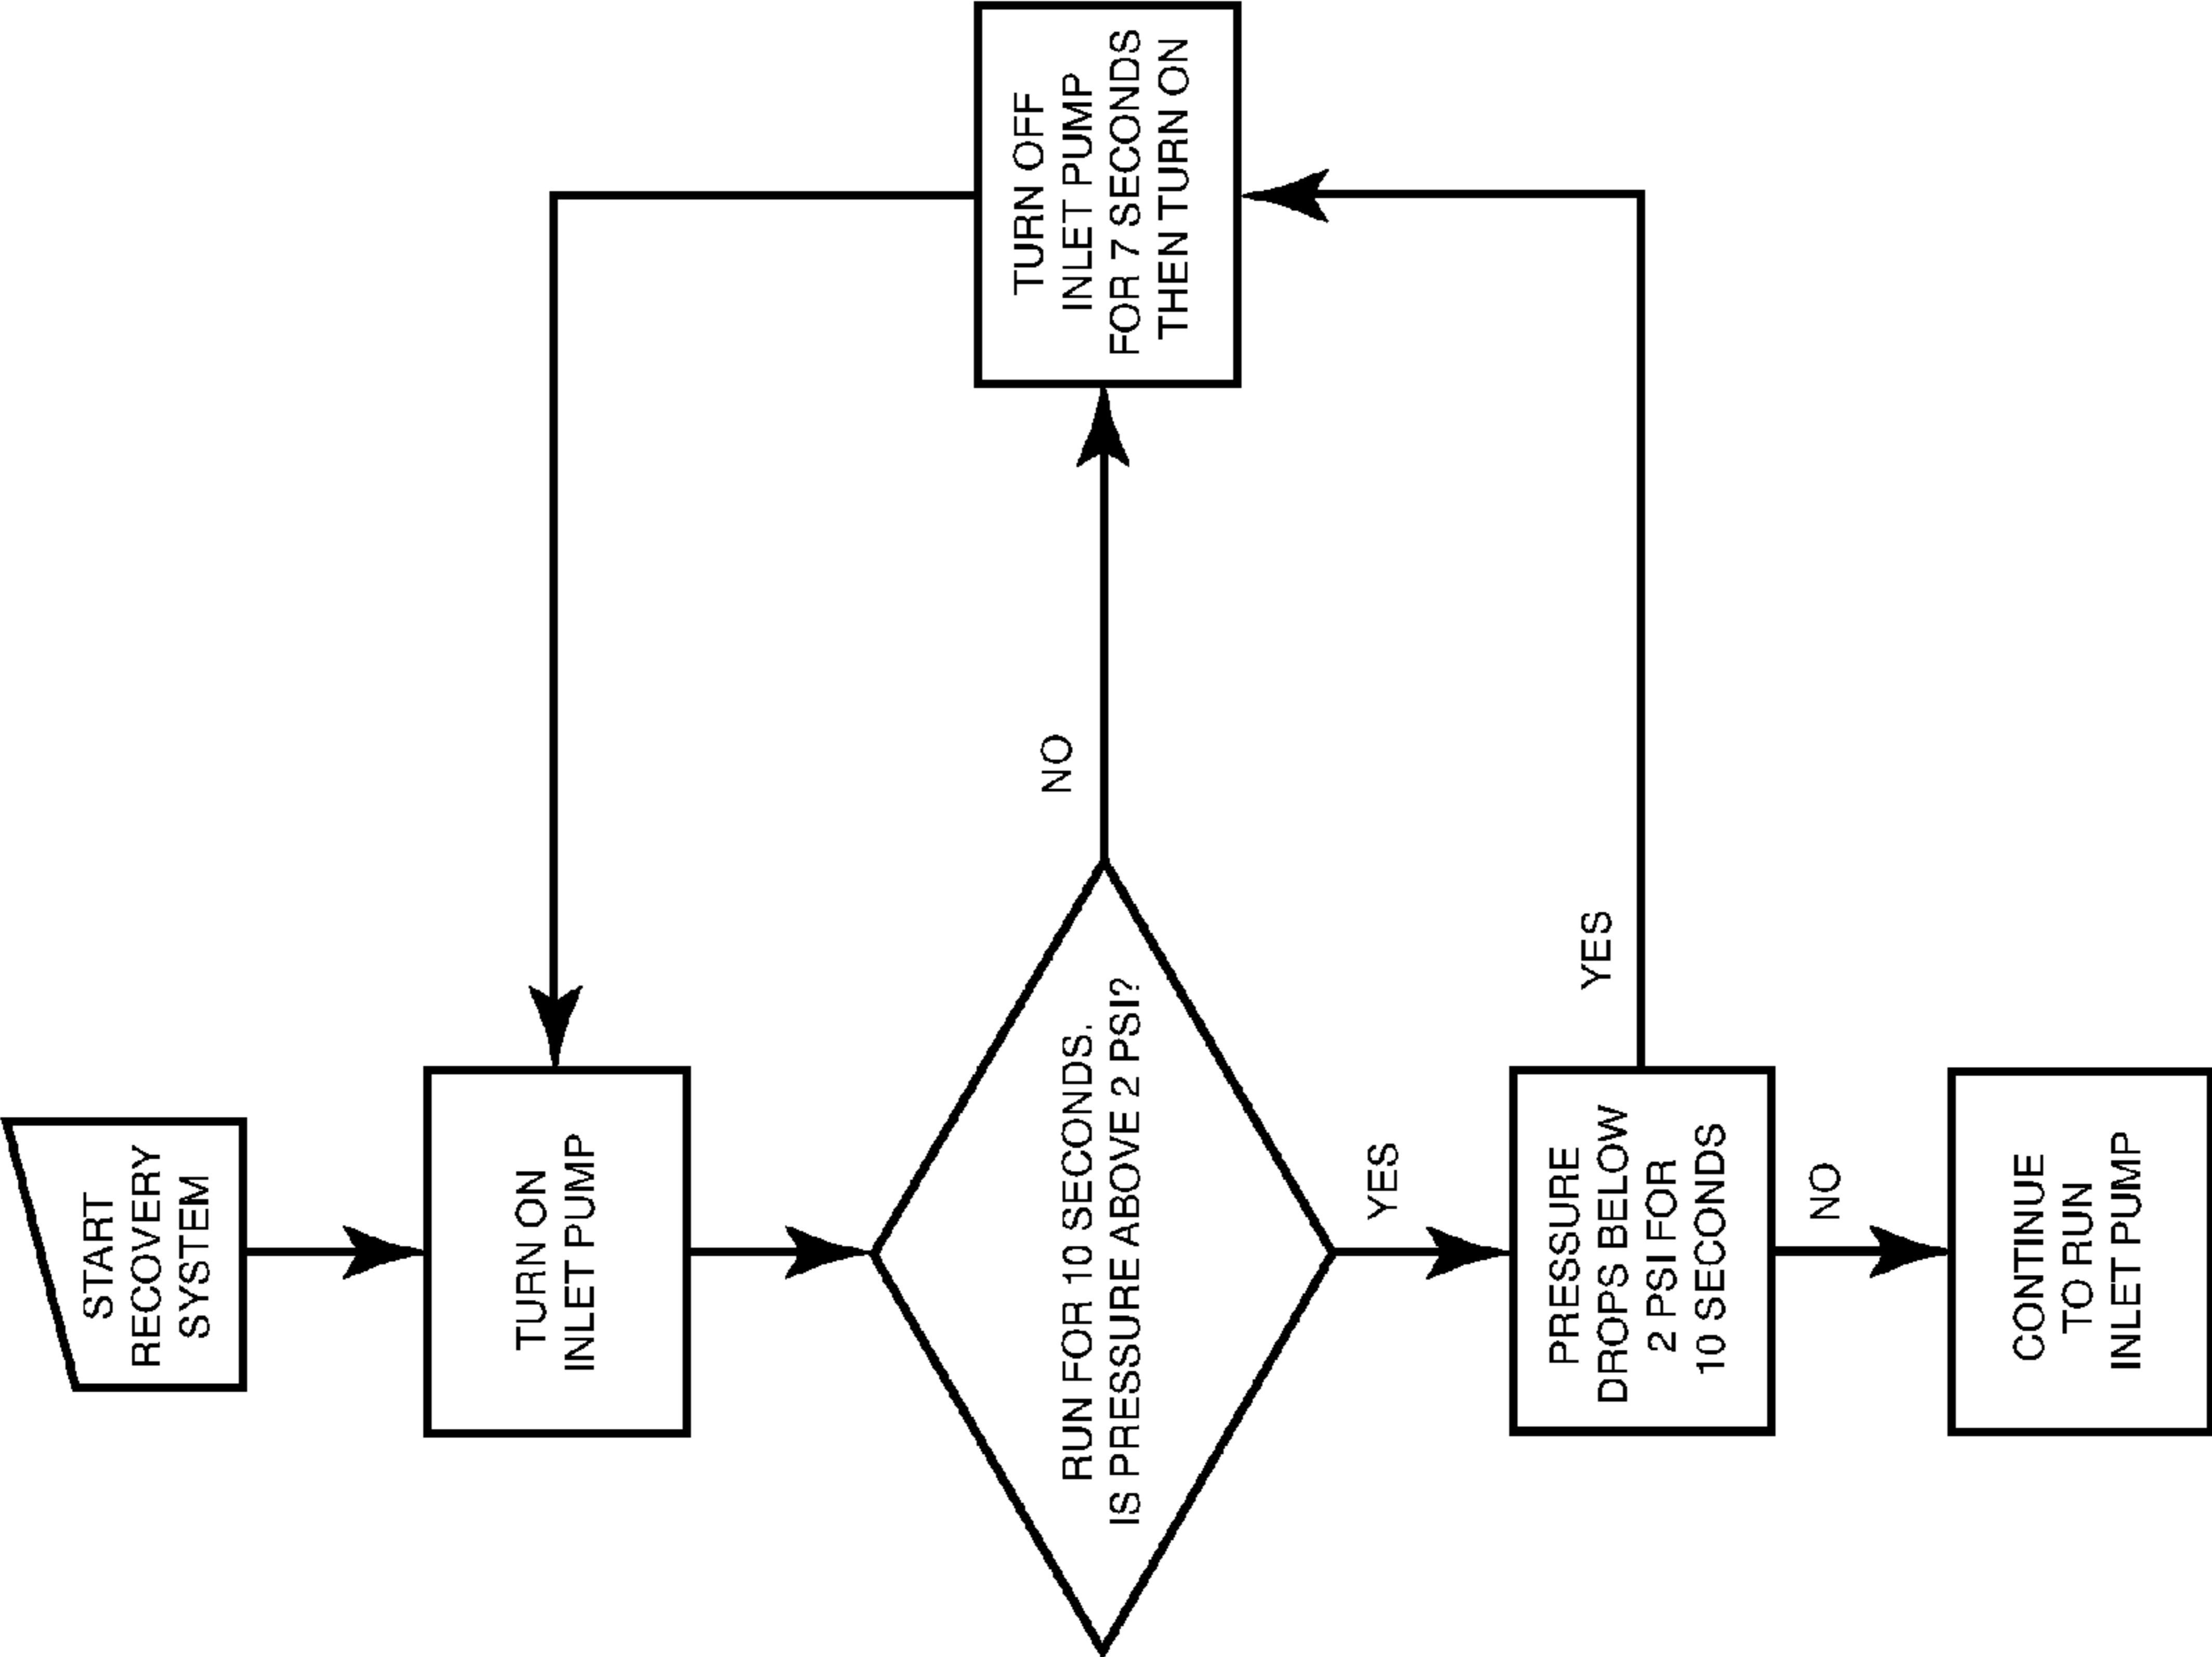 START
RECOVERY
SYSTEM
TURN ON
INLET PUMP
RUN FOR 10 SECONDS.
IS PRESSURE ABOVE 2 PSI?
NO
TURN OFF
INLET PUMP
FOR 7 SECONDS
THEN TURN ON
YES
PRESSURE
DROPS BELOW
2 PSI FOR
10 SECONDS
YES
NO
CONTINUE
TO RUN
INLET PUMP